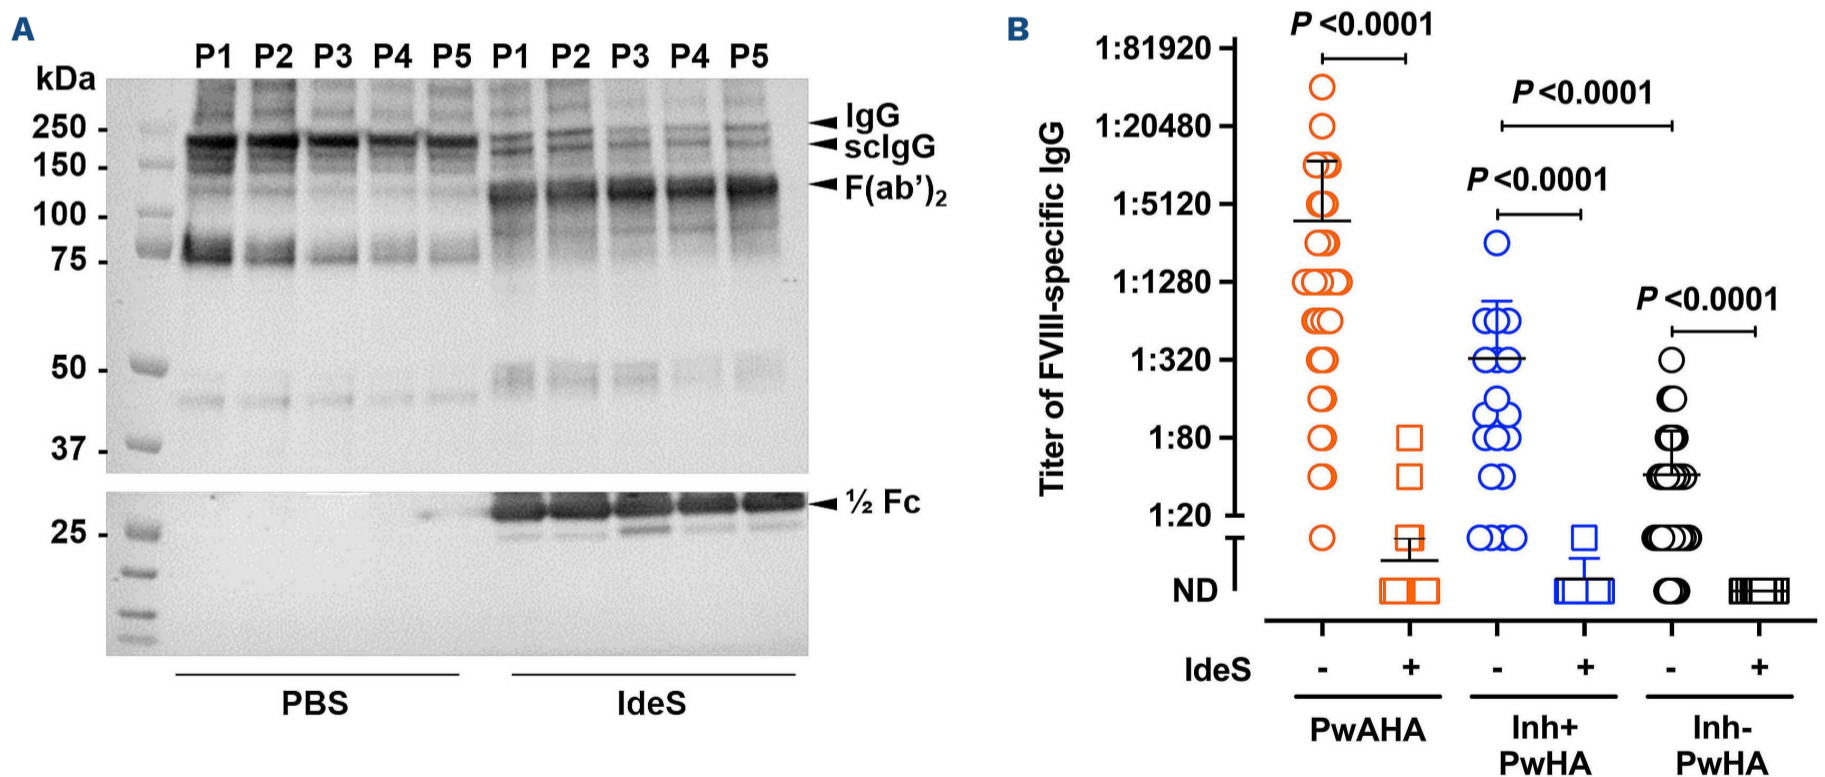 A
P1 P2 P3 P4 P5 P1 P2 P3 P4 P5
kDa
250
150
100
75
50
37
25
IgG
scIgG
F(ab’)₂
½ Fc
PBS
IdeS
B
Titer of FVIII-specific IgG
1:81920
1:20480
1:5120
1:1280
1:320
1:80
1:20
ND
P <0.0001
P <0.0001
P <0.0001
P <0.0001
IdeS - + - + - +
PwAHA
Inh+
PwHA
Inh-
PwHA